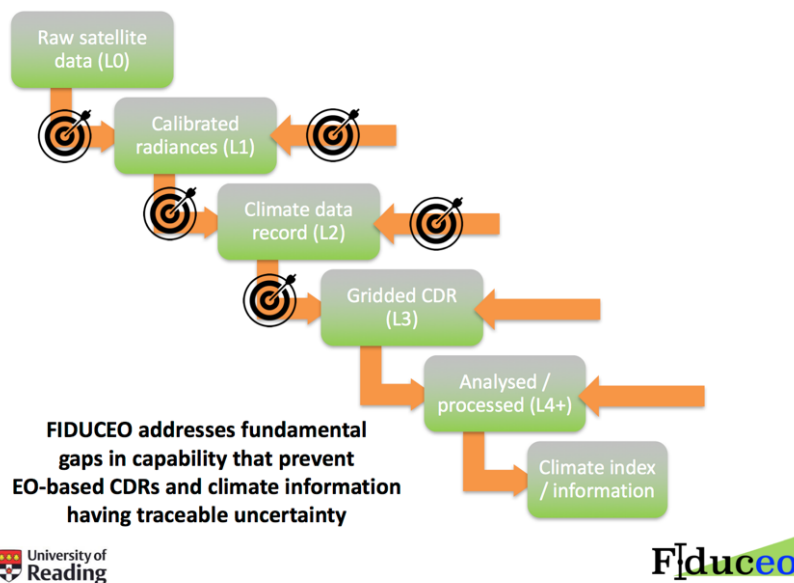 Raw satellite
data (L0)
Calibrated
radiances (L1)
Climate data
record (L2)
Gridded CDR
(L3)
Analysed /
processed (L4+)
Climate index
/ information
FIDUCEO addresses fundamental
gaps in capability that prevent
EO-based CDRs and climate information
having traceable uncertainty
University of
Reading
Fiduceo